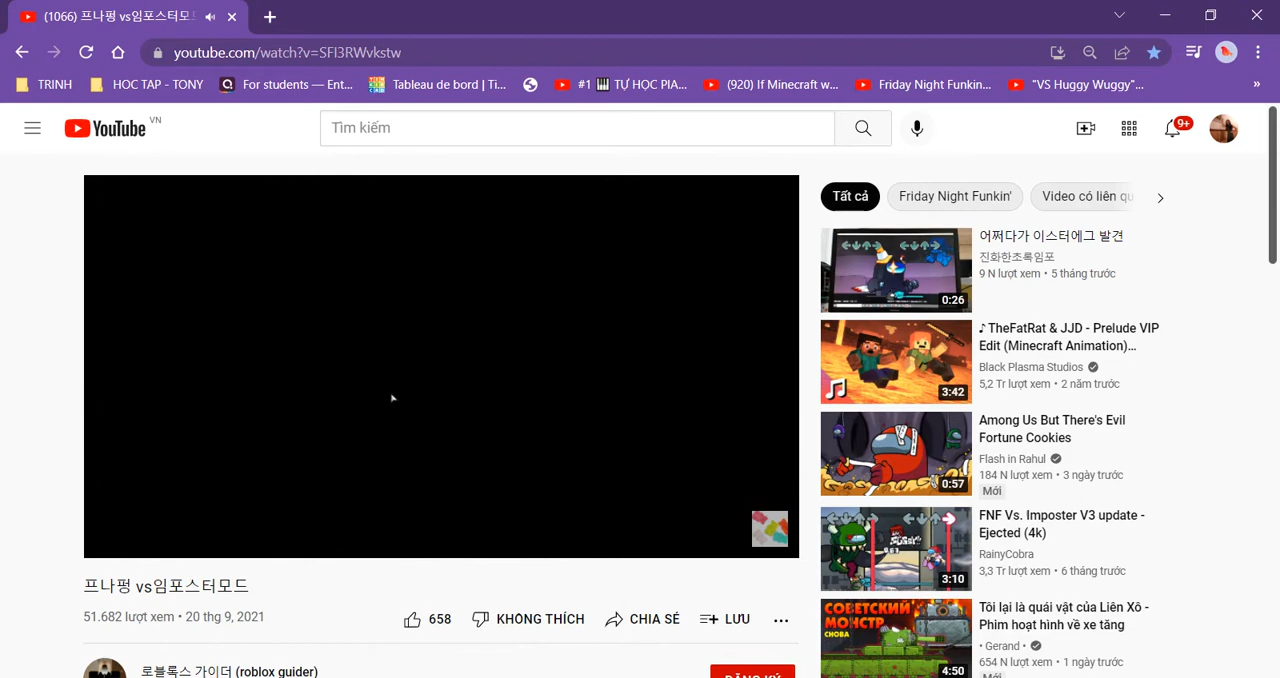 (1066) 프나펑 vs임포스터모드
youtube.com/watch?v=SFI3RWvkstw
TRINH
HOC TAP - TONY
For students — Ent...
Tableau de bord | Ti...
#1 🎹 TỰ HỌC PIA...
(920) If Minecraft w...
Friday Night Funkin...
"VS Huggy Wuggy"...
»
YouTube VN
Tìm kiếm
9+
Tất cả
Friday Night Funkin'
Video có liên qu
어쩌다가 이스터에그 발견
진화한초록임포
9 N lượt xem • 5 tháng trước
0:26
♪ TheFatRat & JJD - Prelude VIP
Edit (Minecraft Animation)...
Black Plasma Studios
5,2 Tr lượt xem • 2 năm trước
3:42
Among Us But There's Evil
Fortune Cookies
Flash in Rahul
184 N lượt xem • 3 ngày trước
Mới
0:57
FNF Vs. Imposter V3 update -
Ejected (4k)
RainyCobra
3,3 Tr lượt xem • 6 tháng trước
3:10
СОВЕТСКИЙ
МОНСТР
СНОВА
Tôi lại là quái vật của Liên Xô -
Phim hoạt hình về xe tăng
• Gerand •
654 N lượt xem • 1 ngày trước
4:50
프나펑 vs임포스터모드
51.682 lượt xem • 20 thg 9, 2021
658
KHÔNG THÍCH
CHIA SẺ
LƯU
로블록스 가이더 (roblox guider)
ĐĂNG KÝ